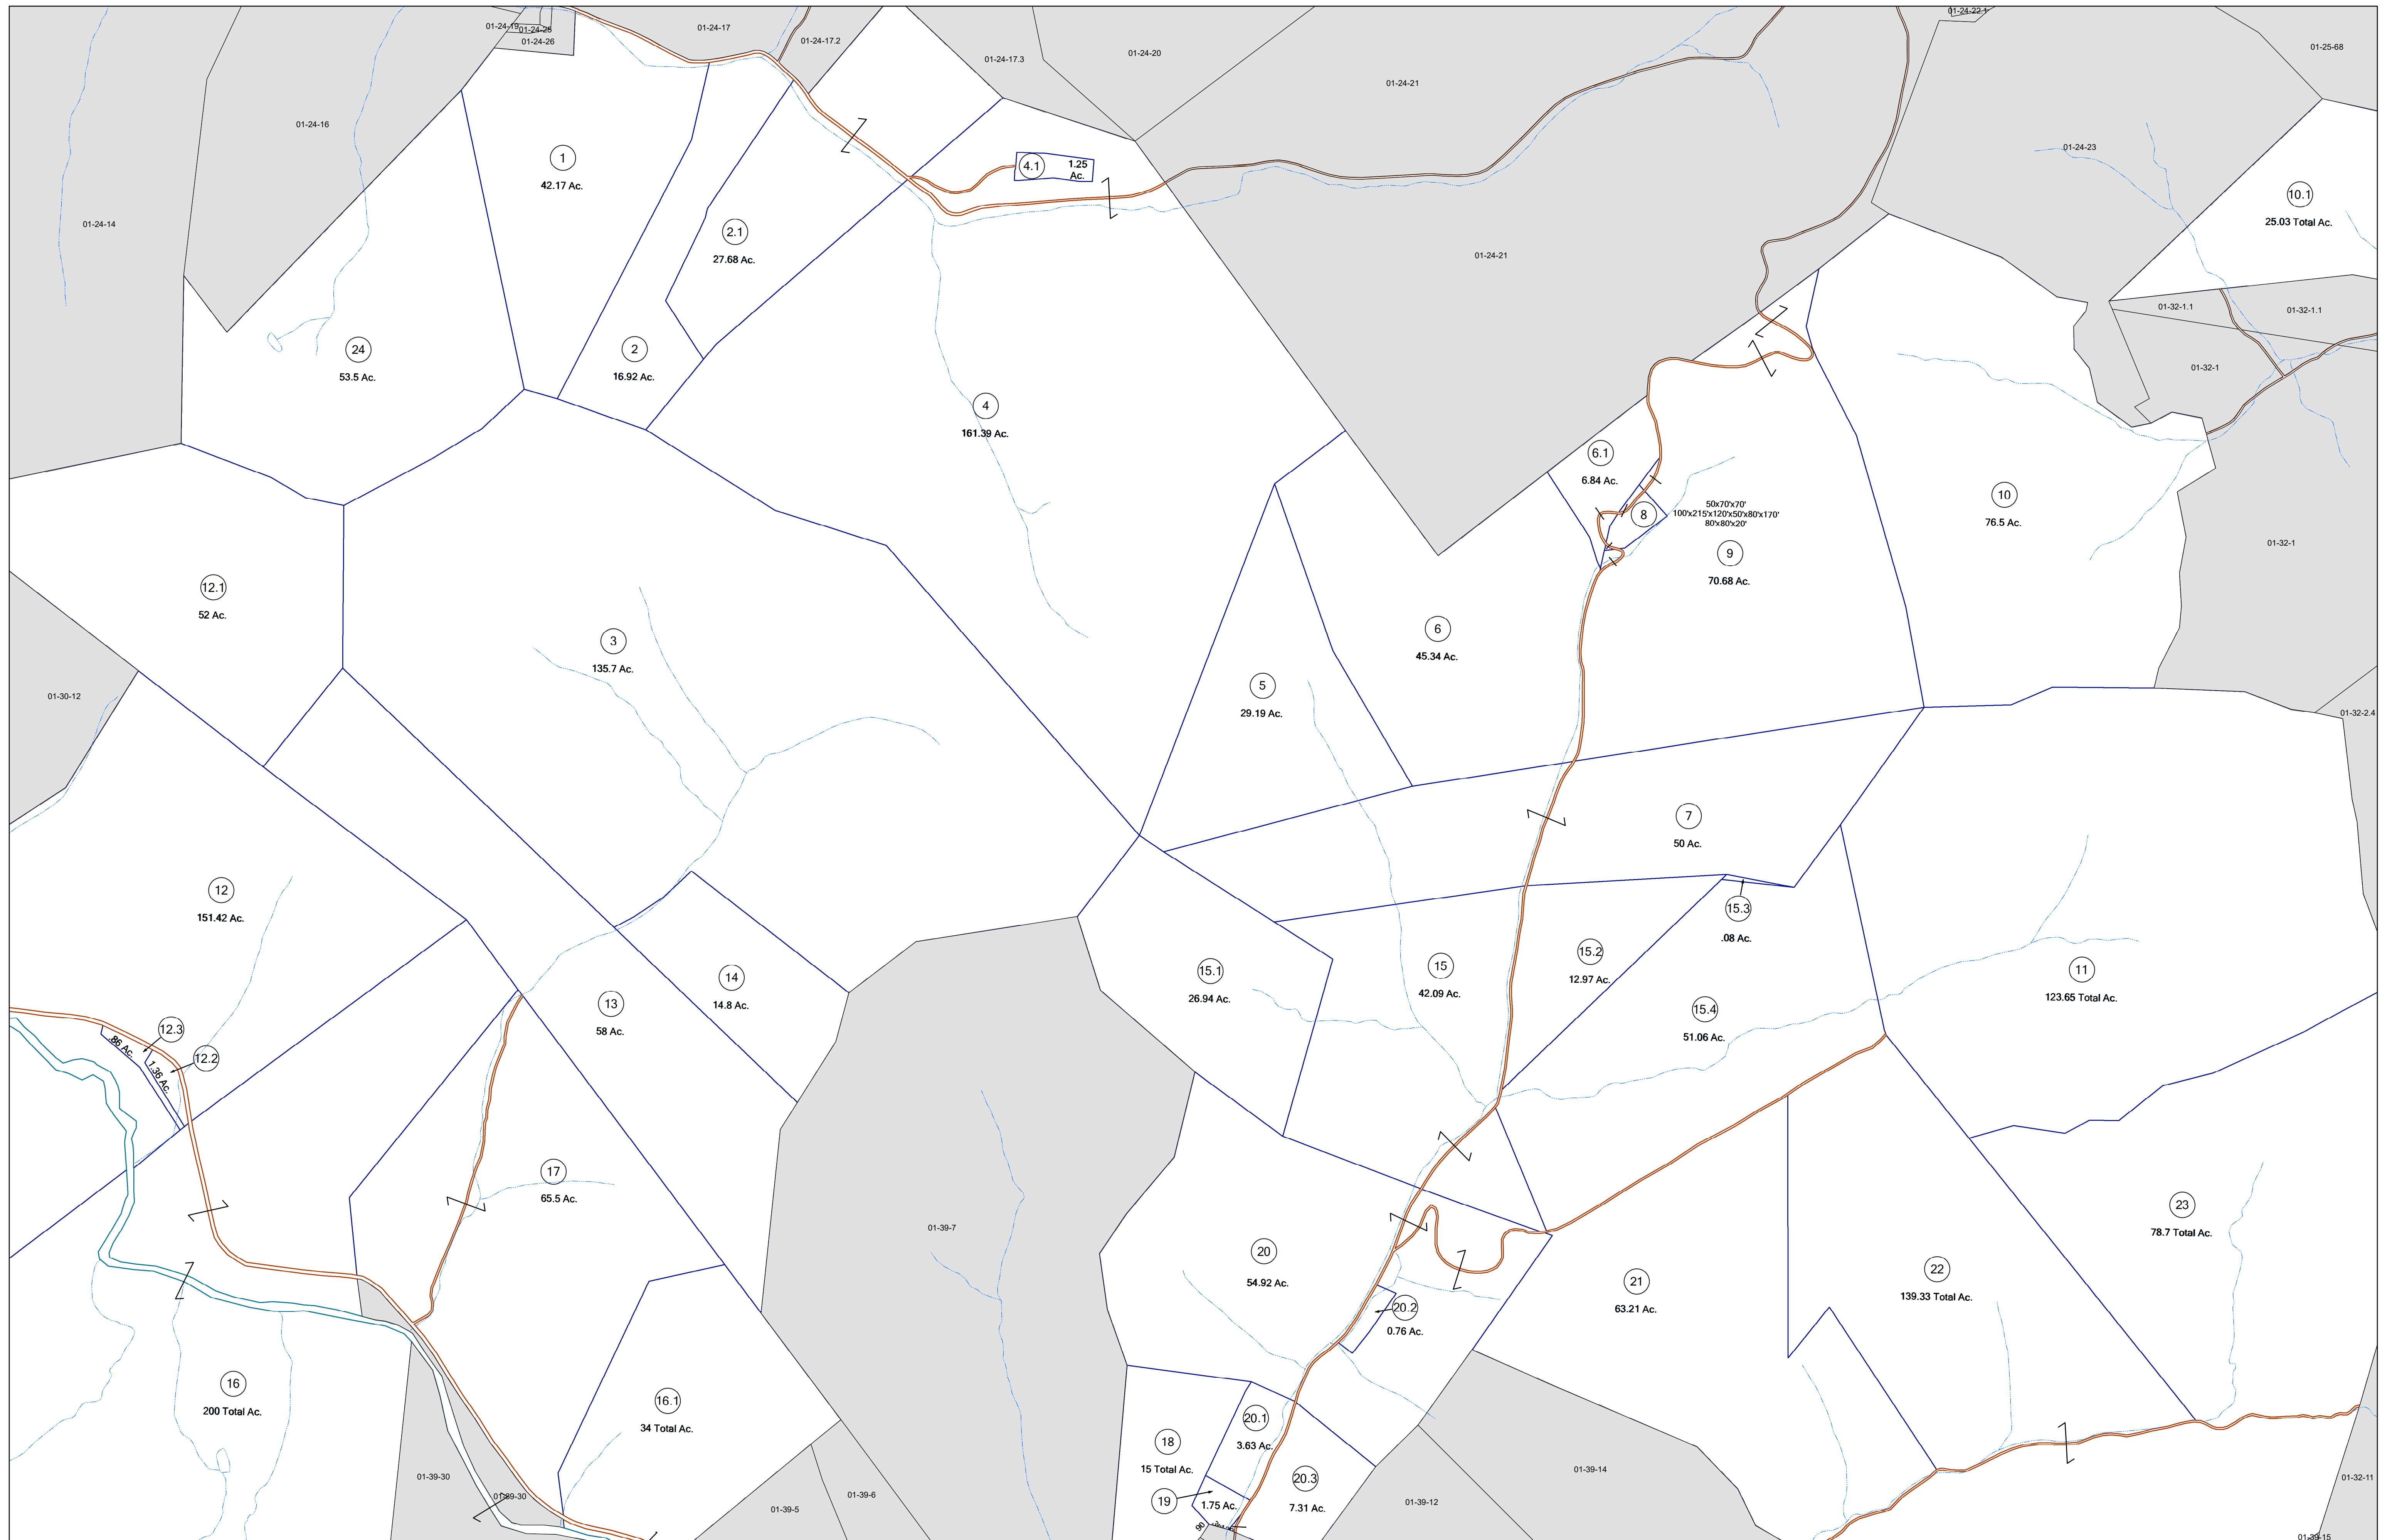 01-24-19
01-24-25
01-24-26
01-24-17
01-24-17.2
01-24-17.3
01-24-20
01-24-21
01-24-22.1
01-25-68
01-24-16
01-24-14
01-24-23
1
42.17 Ac.
4.1
1.25
Ac.
10.1
25.03 Total Ac.
2.1
27.68 Ac.
01-24-21
01-32-1.1
01-32-1.1
01-32-1
24
53.5 Ac.
2
16.92 Ac.
4
161.39 Ac.
6.1
6.84 Ac.
8
50x70'x70'
100'x215'x120'x50'x80'x170'
80'x80'x20'
10
76.5 Ac.
9
70.68 Ac.
01-32-1
12.1
52 Ac.
3
135.7 Ac.
6
45.34 Ac.
5
29.19 Ac.
01-30-12
01-32-2.4
7
50 Ac.
12
151.42 Ac.
15.3
.08 Ac.
15.2
12.97 Ac.
15.1
26.94 Ac.
15
42.09 Ac.
11
123.65 Total Ac.
14
14.8 Ac.
13
58 Ac.
15.4
51.06 Ac.
12.3
.86 Ac.
12.2
1.36 Ac.
17
65.5 Ac.
01-39-7
23
78.7 Total Ac.
20
54.92 Ac.
22
139.33 Total Ac.
21
63.21 Ac.
20.2
0.76 Ac.
16
200 Total Ac.
16.1
34 Total Ac.
20.1
3.63 Ac.
18
15 Total Ac.
20.3
7.31 Ac.
19
1.75 Ac.
90
01-39-30
01-39-30
01-39-5
01-39-6
01-39-12
01-39-14
01-32-11
01-39-15